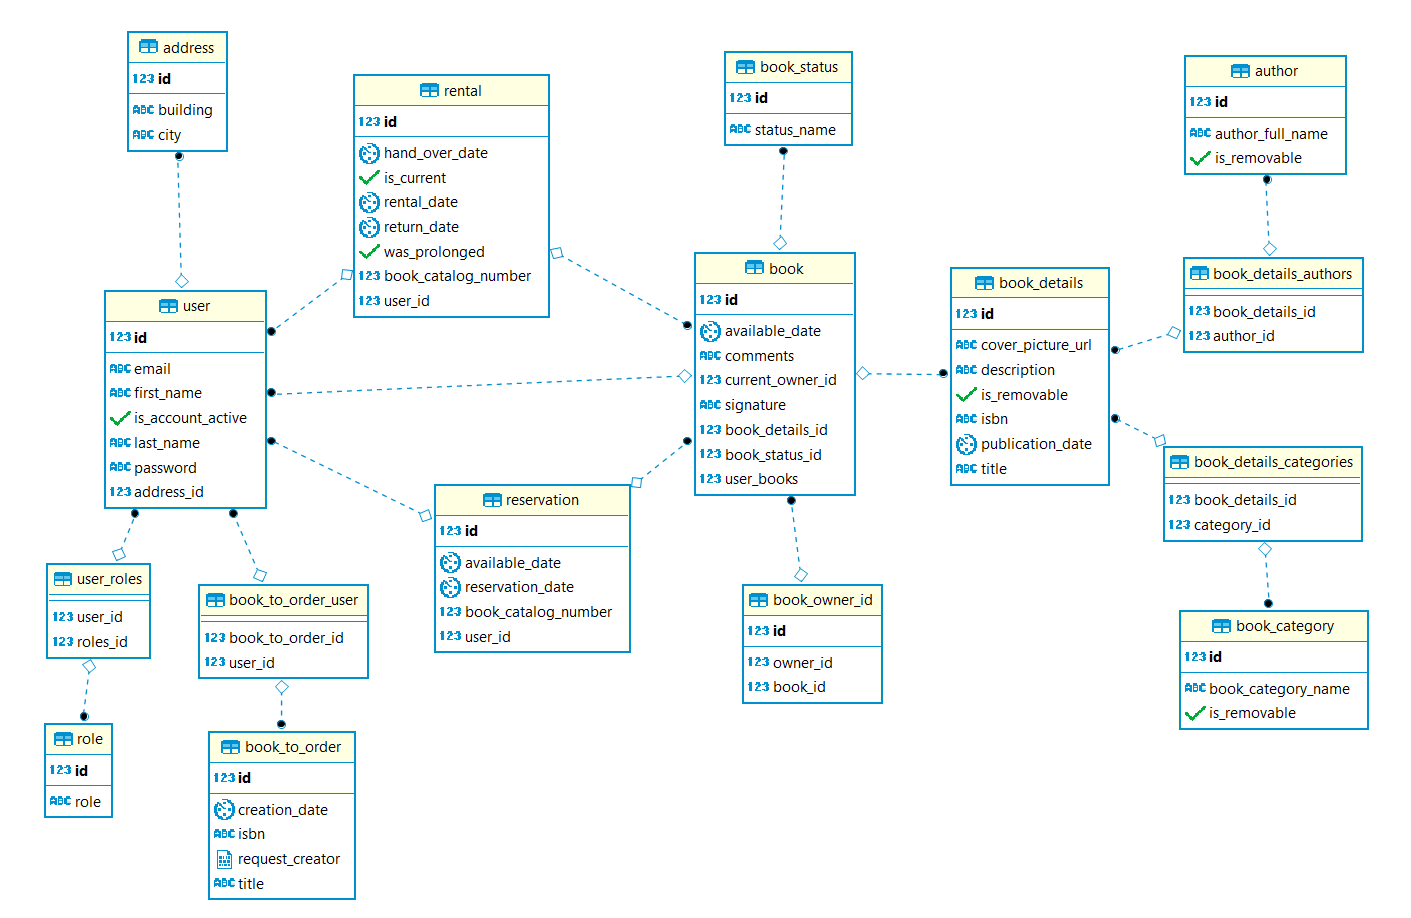 address
123 id
ABC building
ABC city
rental
123 id
hand_over_date
is_current
rental_date
return_date
was_prolonged
123 book_catalog_number
123 user_id
book_status
123 id
ABC status_name
author
123 id
ABC author_full_name
is_removable
user
123 id
ABC email
ABC first_name
is_account_active
ABC last_name
ABC password
123 address_id
book
123 id
available_date
ABC comments
123 current_owner_id
ABC signature
123 book_details_id
123 book_status_id
123 user_books
book_details
123 id
ABC cover_picture_url
ABC description
is_removable
ABC isbn
publication_date
ABC title
book_details_authors
123 book_details_id
123 author_id
book_details_categories
123 book_details_id
123 category_id
reservation
123 id
available_date
reservation_date
123 book_catalog_number
123 user_id
user_roles
123 user_id
123 roles_id
book_to_order_user
123 book_to_order_id
123 user_id
book_owner_id
123 id
123 owner_id
123 book_id
book_category
123 id
ABC book_category_name
is_removable
role
123 id
ABC role
book_to_order
123 id
creation_date
ABC isbn
request_creator
ABC title